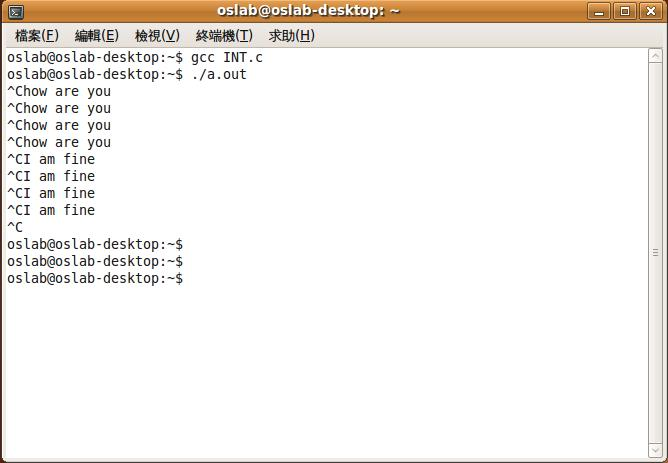 oslab@oslab-desktop: ~
檔案(F) 編輯(E) 檢視(V) 終端機(T) 求助(H)
oslab@oslab-desktop:~$ gcc INT.c
oslab@oslab-desktop:~$ ./a.out
^Chow are you
^Chow are you
^Chow are you
^Chow are you
^CI am fine
^CI am fine
^CI am fine
^CI am fine
^C
oslab@oslab-desktop:~$
oslab@oslab-desktop:~$
oslab@oslab-desktop:~$